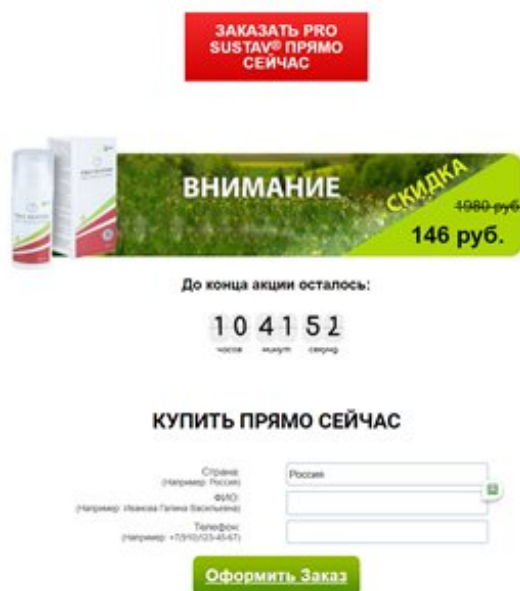 ЗАКАЗАТЬ PRO
SUSTAV® ПРЯМО
СЕЙЧАС
ВНИМАНИЕ
СКИДКА
1980 руб
146 руб.
До конца акции осталось:
10 41 52
часов минут секунд
КУПИТЬ ПРЯМО СЕЙЧАС
Страна:
(Например: Россия)
Россия
ФИО:
(Например: Иванова Галина Васильевна)
Телефон:
(Например: +7(910)123-45-67)
Оформить Заказ